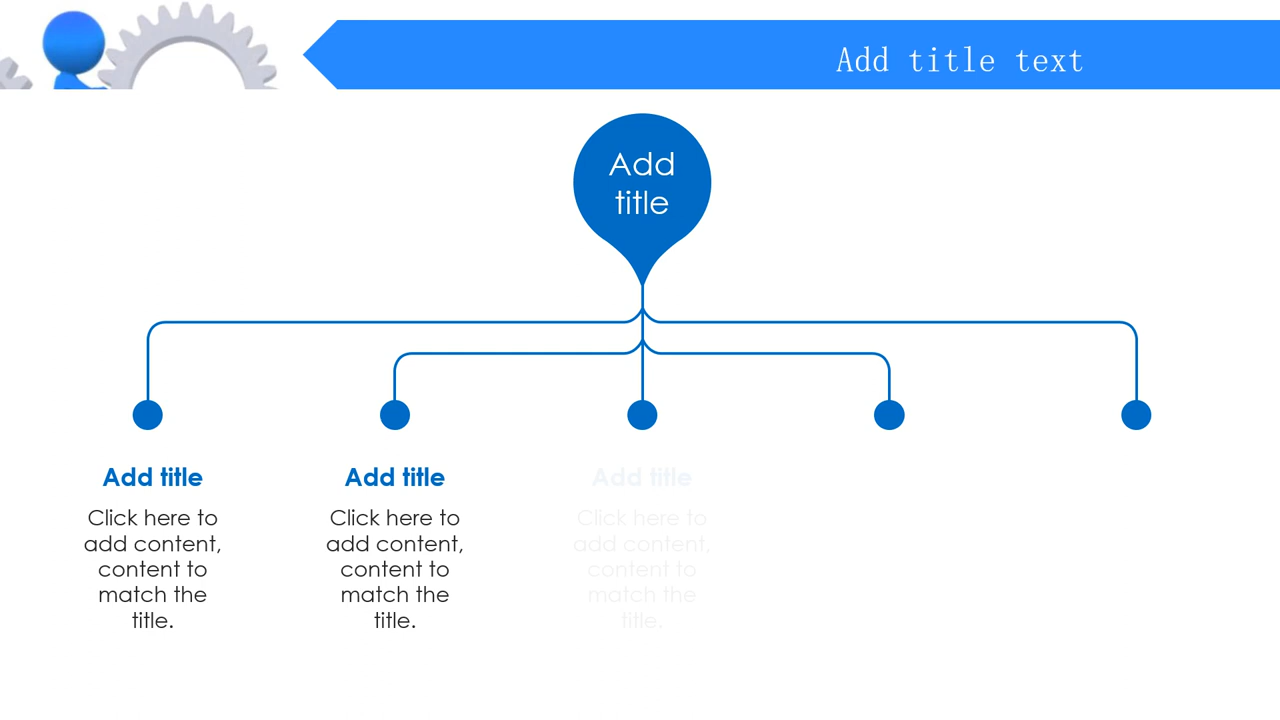 Add title text
Add
title
Add title
Click here to
add content,
content to
match the
title.
Add title
Click here to
add content,
content to
match the
title.
Add title
Click here to
add content,
content to
match the
title.